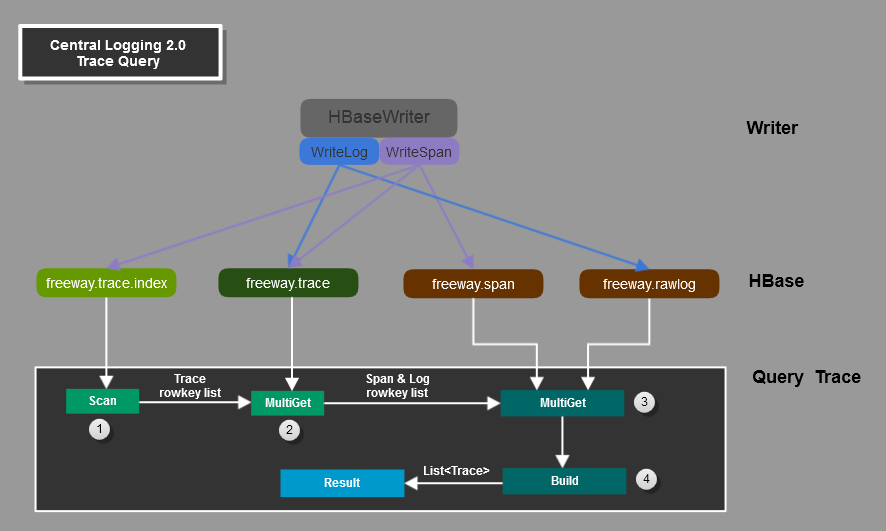 Central Logging 2.0
Trace Query
HBaseWriter
Writer
WriteLog
WriteSpan
freeway.trace.index
freeway.trace
freeway.span
freeway.rawlog
HBase
Query Trace
Trace
rowkey list
Span & Log
rowkey list
Scan
MultiGet
MultiGet
1
2
3
List<Trace>
Result
Build
4